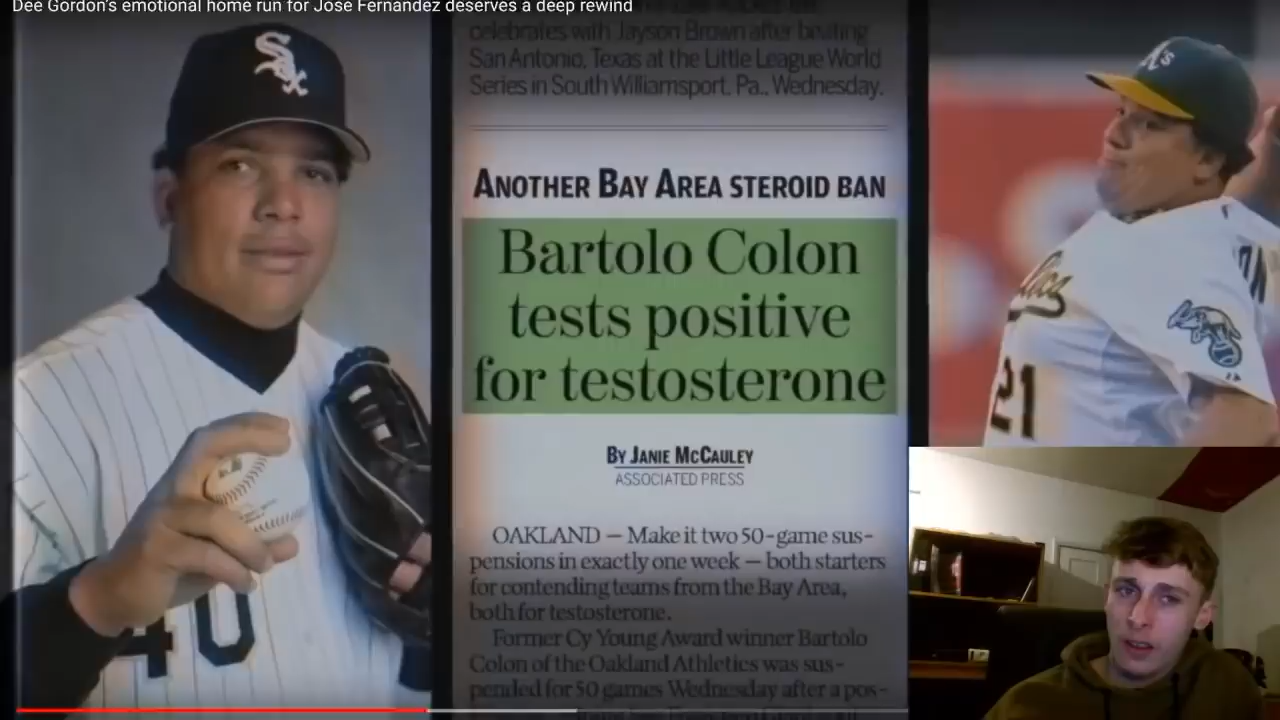 Dee Gordon's emotional home run for Jose Fernandez deserves a deep rewind
celebrates with Jayson Brown after beating
San Antonio, Texas at the Little League World
Series in South Williamsport, Pa., Wednesday.
ANOTHER BAY AREA STEROID BAN
Bartolo Colon
tests positive
for testosterone
BY JANIE MCCAULEY
ASSOCIATED PRESS
OAKLAND — Make it two 50-game sus-
pensions in exactly one week — both starters
for contending teams from the Bay Area,
both for testosterone.
Former Cy Young Award winner Bartolo
Colon of the Oakland Athletics was sus-
pended for 50 games Wednesday after a pos-
Sox
40
A's
21